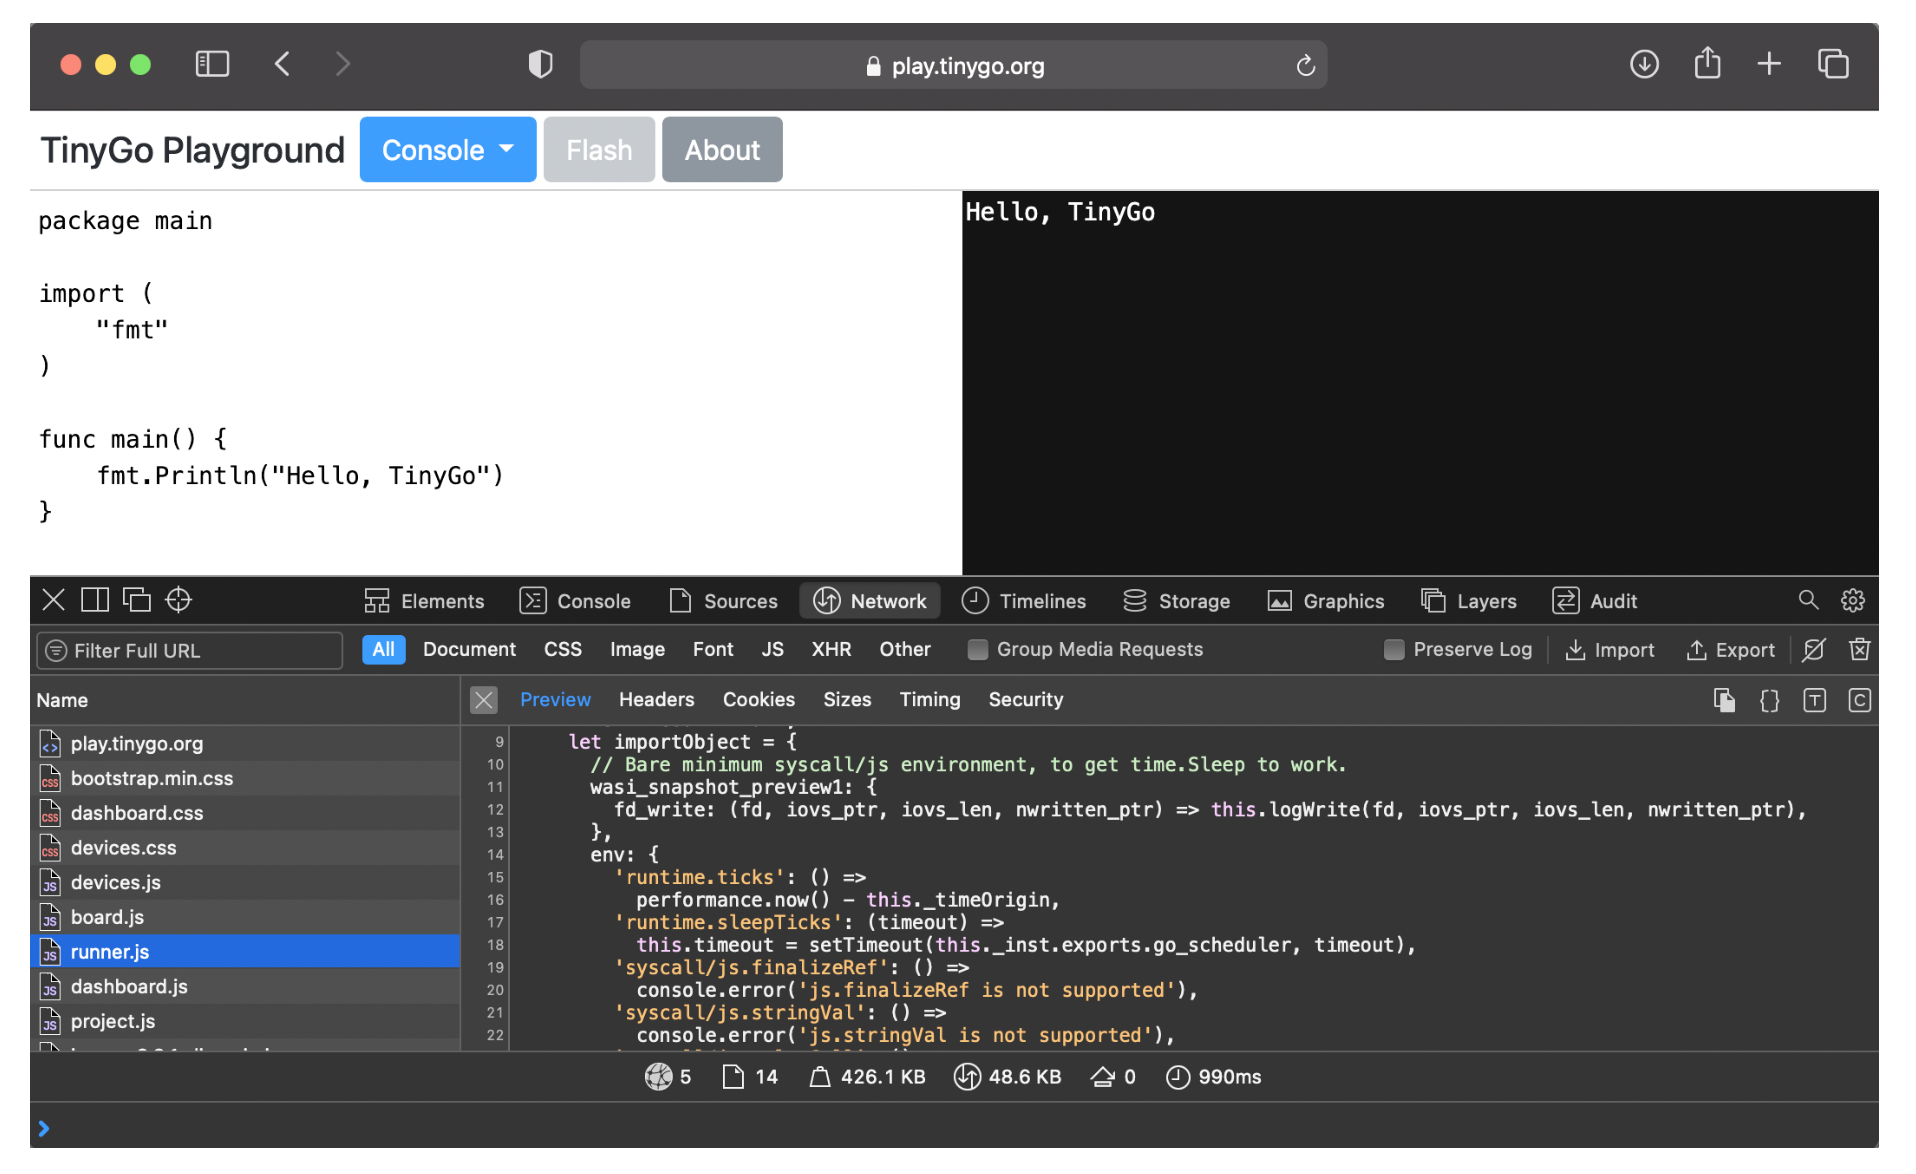 play.tinygo.org
TinyGo Playground Console Flash About
package main
import (
"fmt"
)
func main() {
fmt.Println("Hello, TinyGo")
}
Hello, TinyGo
Elements Console Sources Network Timelines Storage Graphics Layers Audit
Filter Full URL All Document CSS Image Font JS XHR Other Group Media Requests Preserve Log Import Export
Name
Preview Headers Cookies Sizes Timing Security {} T C
<> play.tinygo.org
css bootstrap.min.css
css dashboard.css
css devices.css
JS devices.js
JS board.js
JS runner.js
JS dashboard.js
JS project.js
9 let importObject = {
10 // Bare minimum syscall/js environment, to get time.Sleep to work.
11 wasi_snapshot_preview1: {
12 fd_write: (fd, iovs_ptr, iovs_len, nwritten_ptr) => this.logWrite(fd, iovs_ptr, iovs_len, nwritten_ptr),
13 },
14 env: {
15 'runtime.ticks': () =>
16 performance.now() - this._timeOrigin,
17 'runtime.sleepTicks': (timeout) =>
18 this.timeout = setTimeout(this._inst.exports.go_scheduler, timeout),
19 'syscall/js.finalizeRef': () =>
20 console.error('js.finalizeRef is not supported'),
21 'syscall/js.stringVal': () =>
22 console.error('js.stringVal is not supported'),
5 14 426.1 KB 48.6 KB 0 990ms